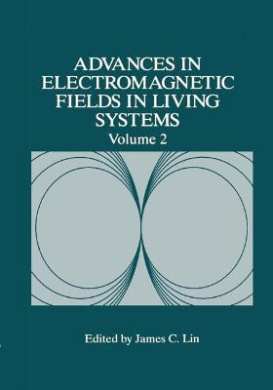 ADVANCES IN
ELECTROMAGNETIC
FIELDS IN LIVING
SYSTEMS
Volume 2
Edited by James C. Lin